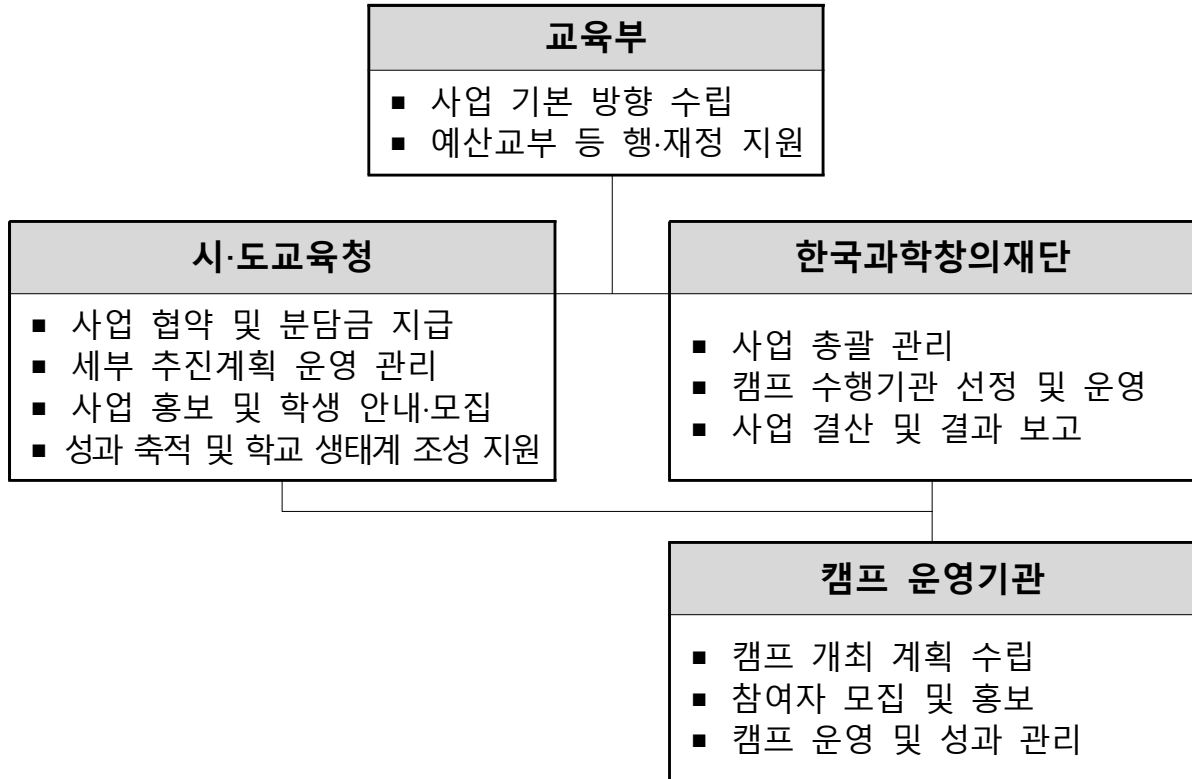 교육부
■ 사업 기본 방향 수립
■ 예산교부 등 행·재정 지원
시·도교육청
■ 사업 협약 및 분담금 지급
■ 세부 추진계획 운영 관리
■ 사업 홍보 및 학생 안내·모집
■ 성과 축적 및 학교 생태계 조성 지원
한국과학창의재단
■ 사업 총괄 관리
■ 캠프 수행기관 선정 및 운영
■ 사업 결산 및 결과 보고
캠프 운영기관
■ 캠프 개최 계획 수립
■ 참여자 모집 및 홍보
■ 캠프 운영 및 성과 관리